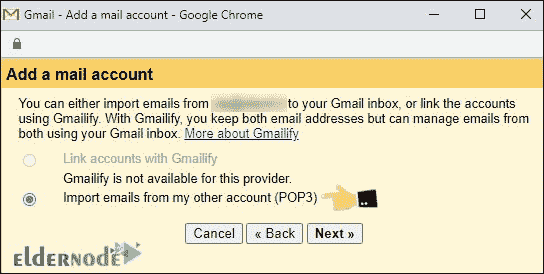 Gmail - Add a mail account - Google Chrome
Add a mail account
You can either import emails from to your Gmail inbox, or link the accounts
using Gmailify. With Gmailify, you keep both email addresses but can manage emails from
both using your Gmail inbox. More about Gmailify
Link accounts with Gmailify
Gmailify is not available for this provider.
Import emails from my other account (POP3)
Cancel « Back Next »
ELDERNODE